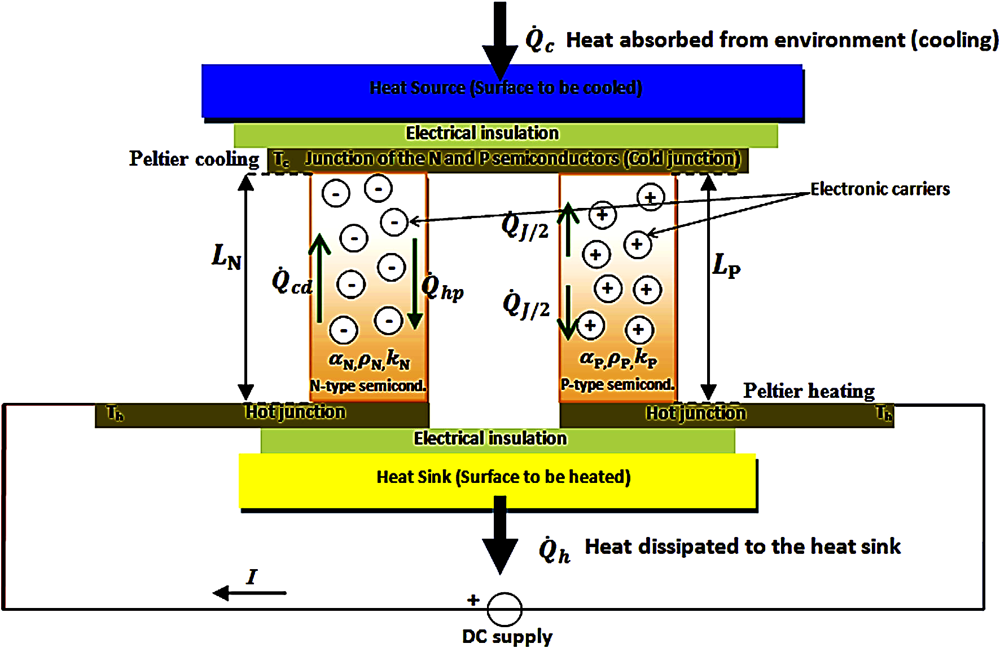 Q̇c Heat absorbed from environment (cooling)
Heat Source (Surface to be cooled)
Electrical insulation
Peltier cooling
Tc Junction of the N and P semiconductors (Cold junction)
- - - - - - - - -
+ + + + + + + + +
Electronic carriers
LN
Q̇cd
Q̇hp
Q̇J/2
Q̇J/2
LP
αN, ρN, kN
N-type semicond.
αP, ρP, kP
P-type semicond.
Peltier heating
Th Hot junction
Hot junction Th
Electrical insulation
Heat Sink (Surface to be heated)
Q̇h Heat dissipated to the heat sink
I
+
DC supply